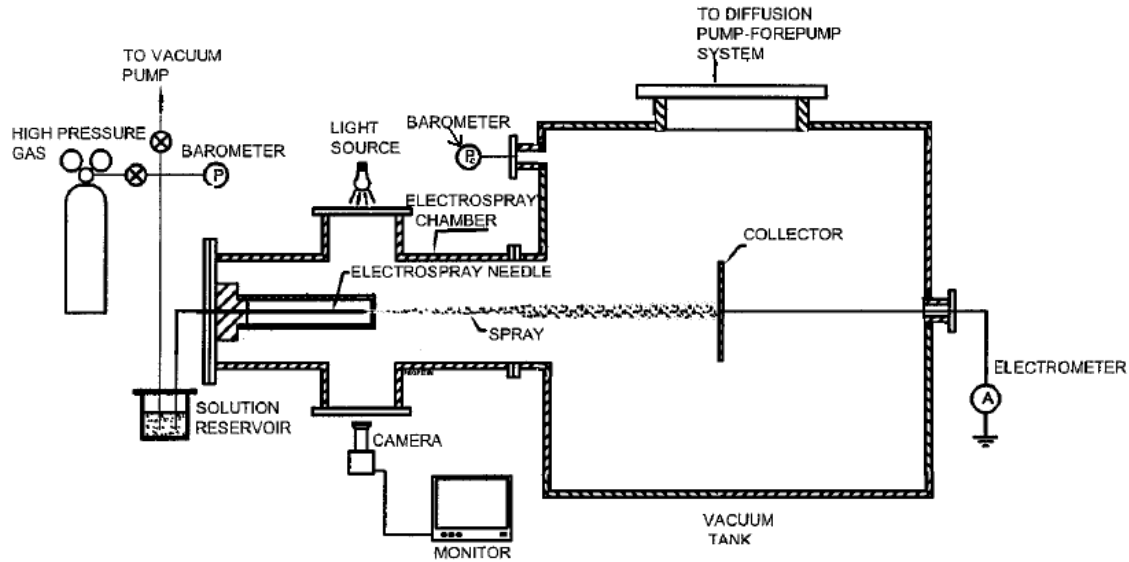 TO DIFFUSION
PUMP-FOREPUMP
SYSTEM
TO VACUUM
PUMP
HIGH PRESSURE
GAS
BAROMETER
P
LIGHT
SOURCE
BAROMETER
Pc
ELECTROSPRAY
CHAMBER
COLLECTOR
ELECTROSPRAY NEEDLE
SPRAY
ELECTROMETER
A
SOLUTION
RESERVOIR
CAMERA
MONITOR
VACUUM
TANK